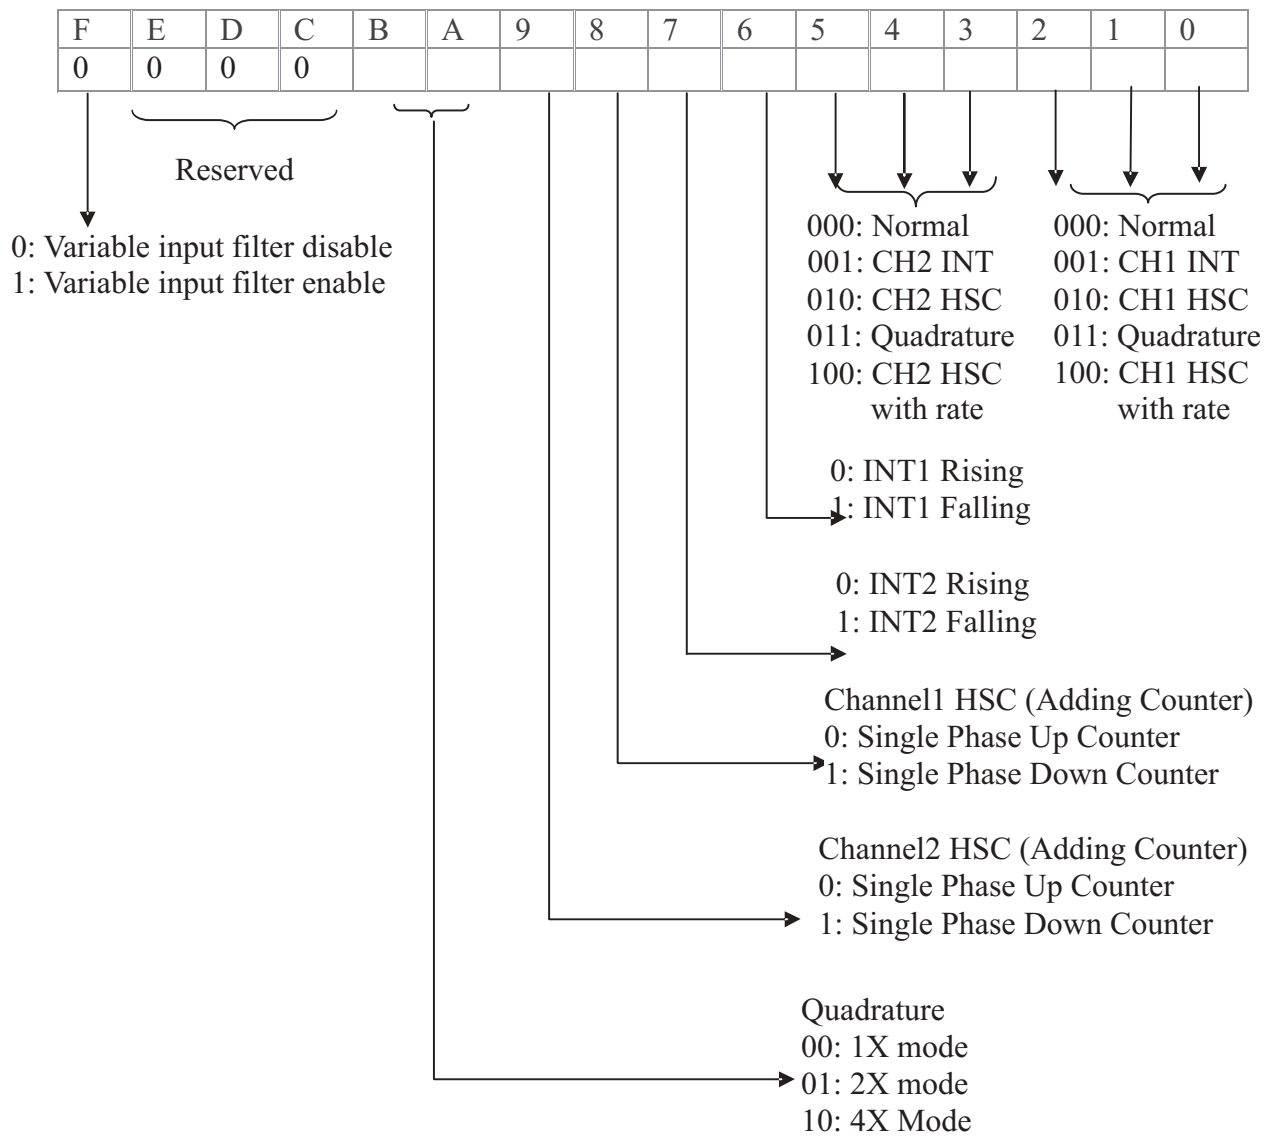 F E D C B A 9 8 7 6 5 4 3 2 1 0
0 0 0 0
Reserved
0: Variable input filter disable
1: Variable input filter enable
000: Normal
001: CH2 INT
010: CH2 HSC
011: Quadrature
100: CH2 HSC
with rate
000: Normal
001: CH1 INT
010: CH1 HSC
011: Quadrature
100: CH1 HSC
with rate
0: INT1 Rising
1: INT1 Falling
0: INT2 Rising
1: INT2 Falling
Channel1 HSC (Adding Counter)
0: Single Phase Up Counter
1: Single Phase Down Counter
Channel2 HSC (Adding Counter)
0: Single Phase Up Counter
1: Single Phase Down Counter
Quadrature
00: 1X mode
01: 2X mode
10: 4X Mode